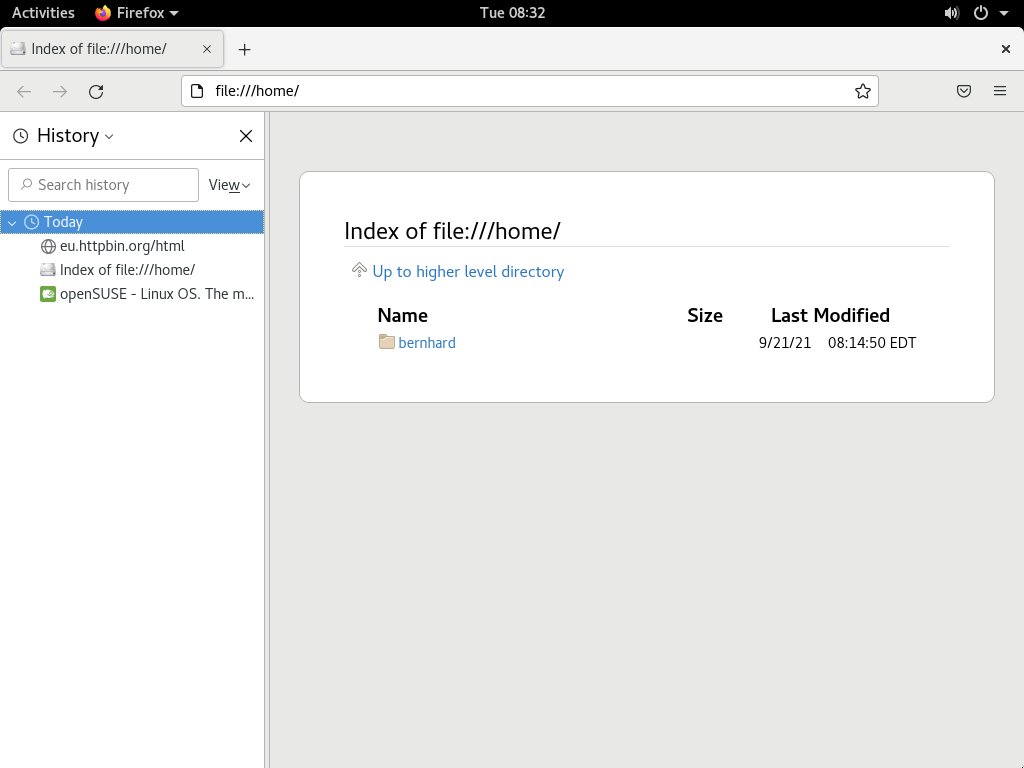 Activities Firefox Tue 08:32
Index of file:///home/
file:///home/
History
Search history View
Today
eu.httpbin.org/html
Index of file:///home/
openSUSE - Linux OS. The m...
Index of file:///home/
Up to higher level directory
Name Size Last Modified
bernhard 9/21/21 08:14:50 EDT